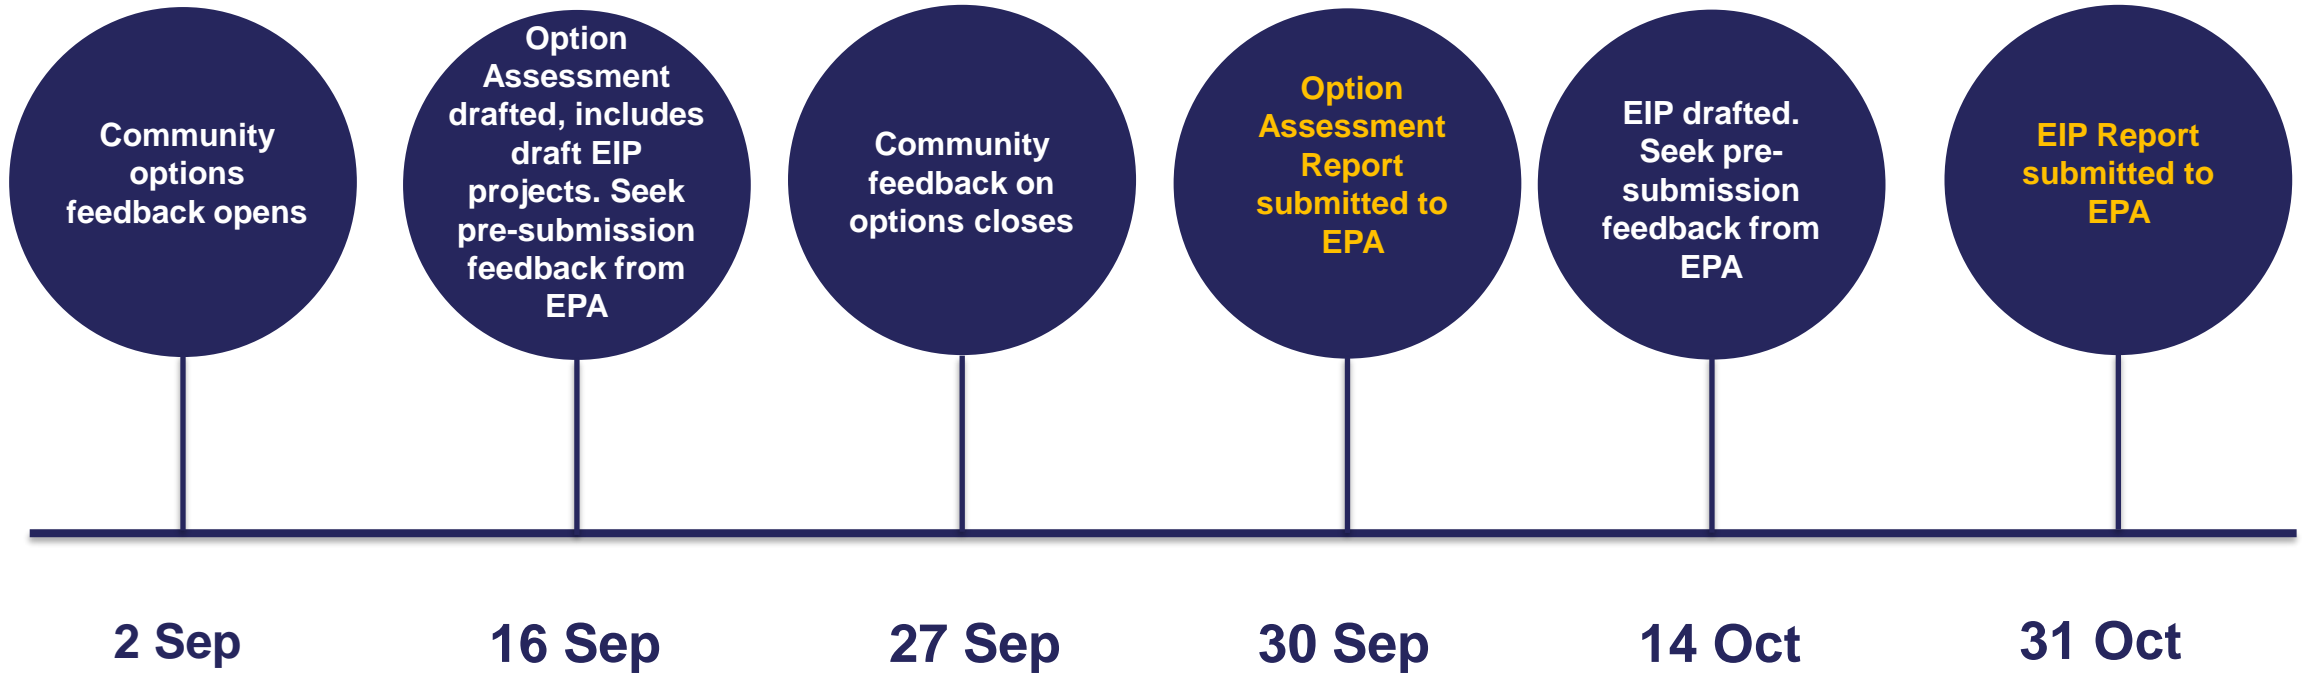 Community
options
feedback opens
Option
Assessment
drafted, includes
draft EIP
projects. Seek
pre-submission
feedback from
EPA
Community
feedback on
options closes
Option
Assessment
Report
submitted to
EPA
EIP drafted.
Seek pre-
submission
feedback from
EPA
EIP Report
submitted to
EPA
2 Sep
16 Sep
27 Sep
30 Sep
14 Oct
31 Oct